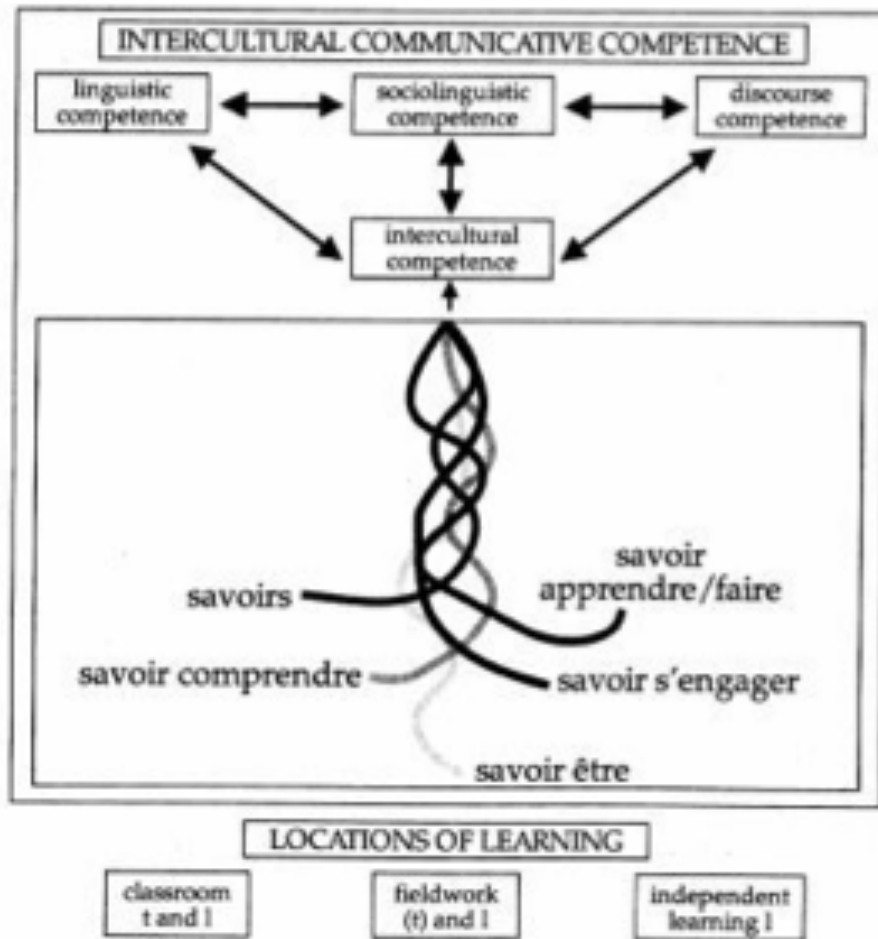 INTERCULTURAL COMMUNICATIVE COMPETENCE
linguistic
competence
sociolinguistic
competence
discourse
competence
intercultural
competence
savoirs
savoir
apprendre/faire
savoir comprendre
savoir s'engager
savoir être
LOCATIONS OF LEARNING
classroom
t and l
fieldwork
(t) and l
independent
learning l